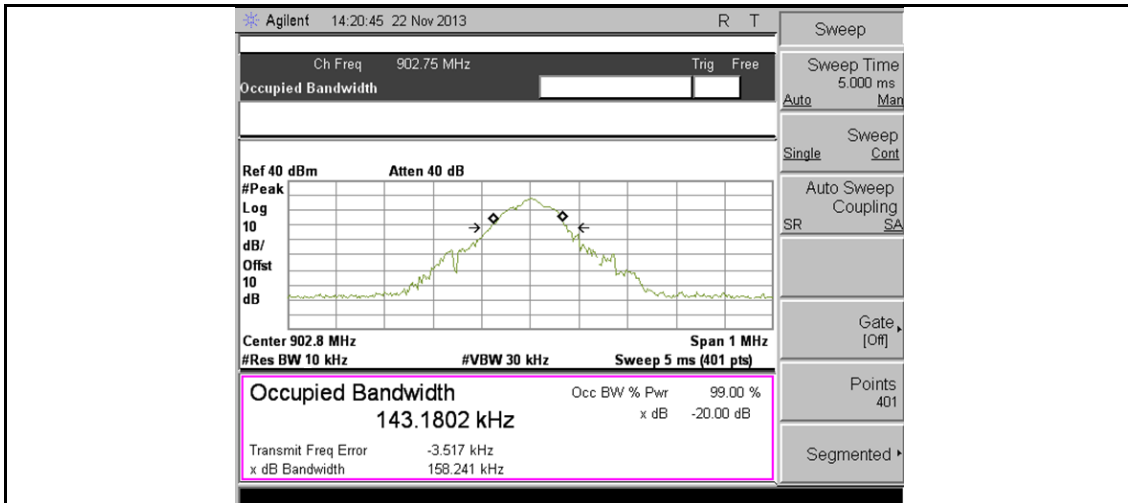 Agilent 14:20:45 22 Nov 2013 R T
Sweep
Ch Freq 902.75 MHz Trig Free
Occupied Bandwidth
Sweep Time
5.000 ms
Auto Man
Sweep
Single Cont
Ref 40 dBm Atten 40 dB
#Peak
Log
10
dB/
Offst
10
dB
Auto Sweep
Coupling
SR SA
Center 902.8 MHz Span 1 MHz
#Res BW 10 kHz #VBW 30 kHz Sweep 5 ms (401 pts)
Gate
[Off]
Occupied Bandwidth
143.1802 kHz
Occ BW % Pwr 99.00 %
x dB -20.00 dB
Transmit Freq Error -3.517 kHz
x dB Bandwidth 158.241 kHz
Points
401
Segmented